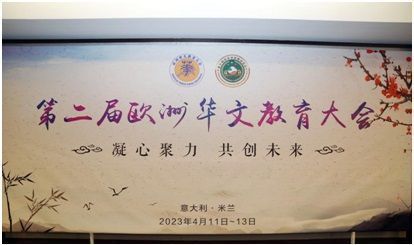 第二届欧洲华文教育大会
凝心聚力 共创未来
意大利·米兰
2023年4月11日~13日